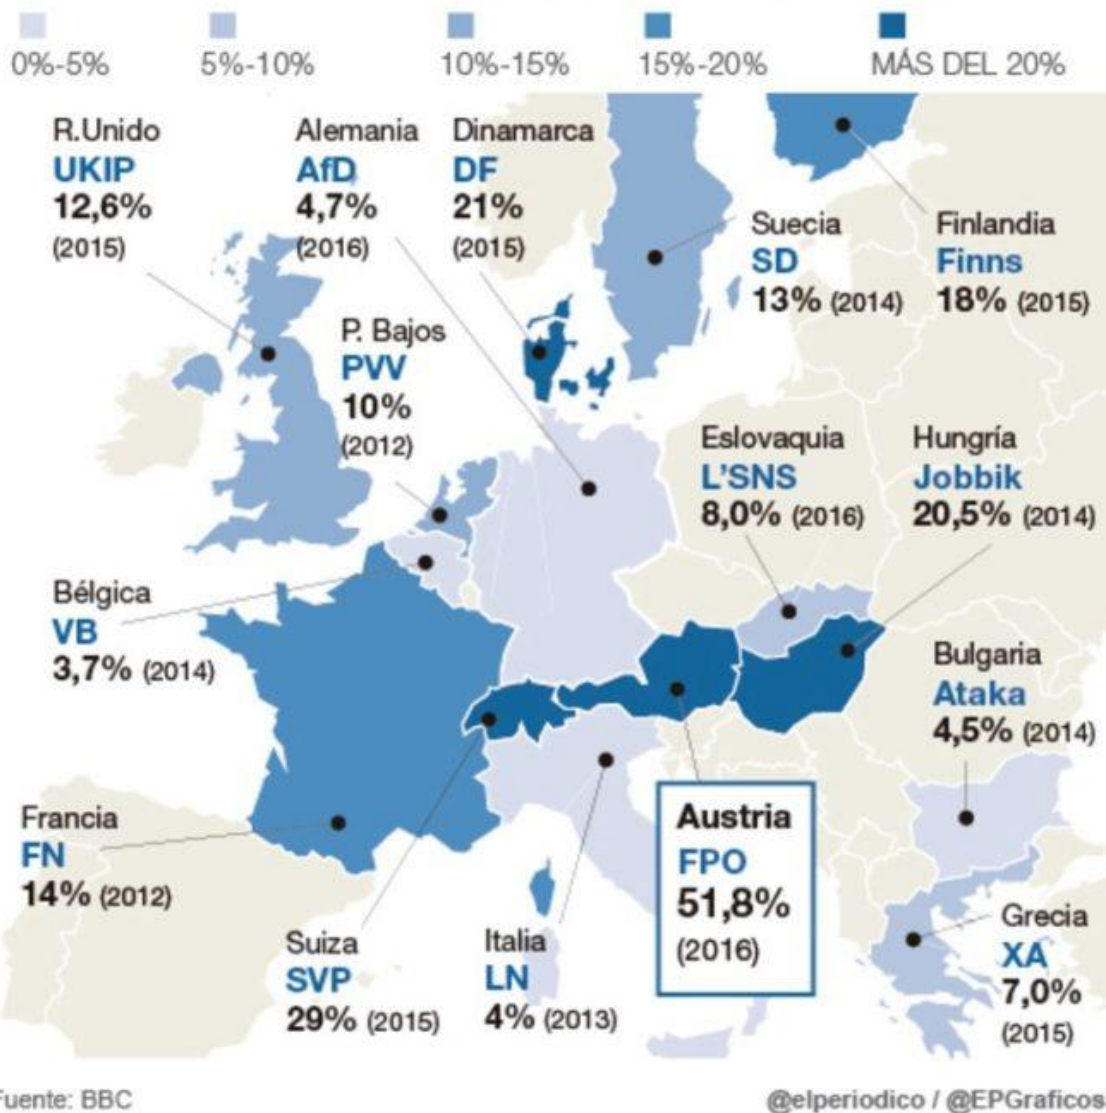 0%-5%
5%-10%
10%-15%
15%-20%
MÁS DEL 20%
R.Unido
UKIP
12,6%
(2015)
Alemania
AfD
4,7%
(2016)
Dinamarca
DF
21%
(2015)
Suecia
SD
13% (2014)
Finlandia
Finns
18% (2015)
P. Bajos
PVV
10%
(2012)
Eslovaquia
L'SNS
8,0% (2016)
Hungría
Jobbik
20,5% (2014)
Bélgica
VB
3,7% (2014)
Bulgaria
Ataka
4,5% (2014)
Francia
FN
14% (2012)
Suiza
SVP
29% (2015)
Italia
LN
4% (2013)
Austria
FPO
51,8%
(2016)
Grecia
XA
7,0%
(2015)
Fuente: BBC
@elperiodico / @EPGraficos